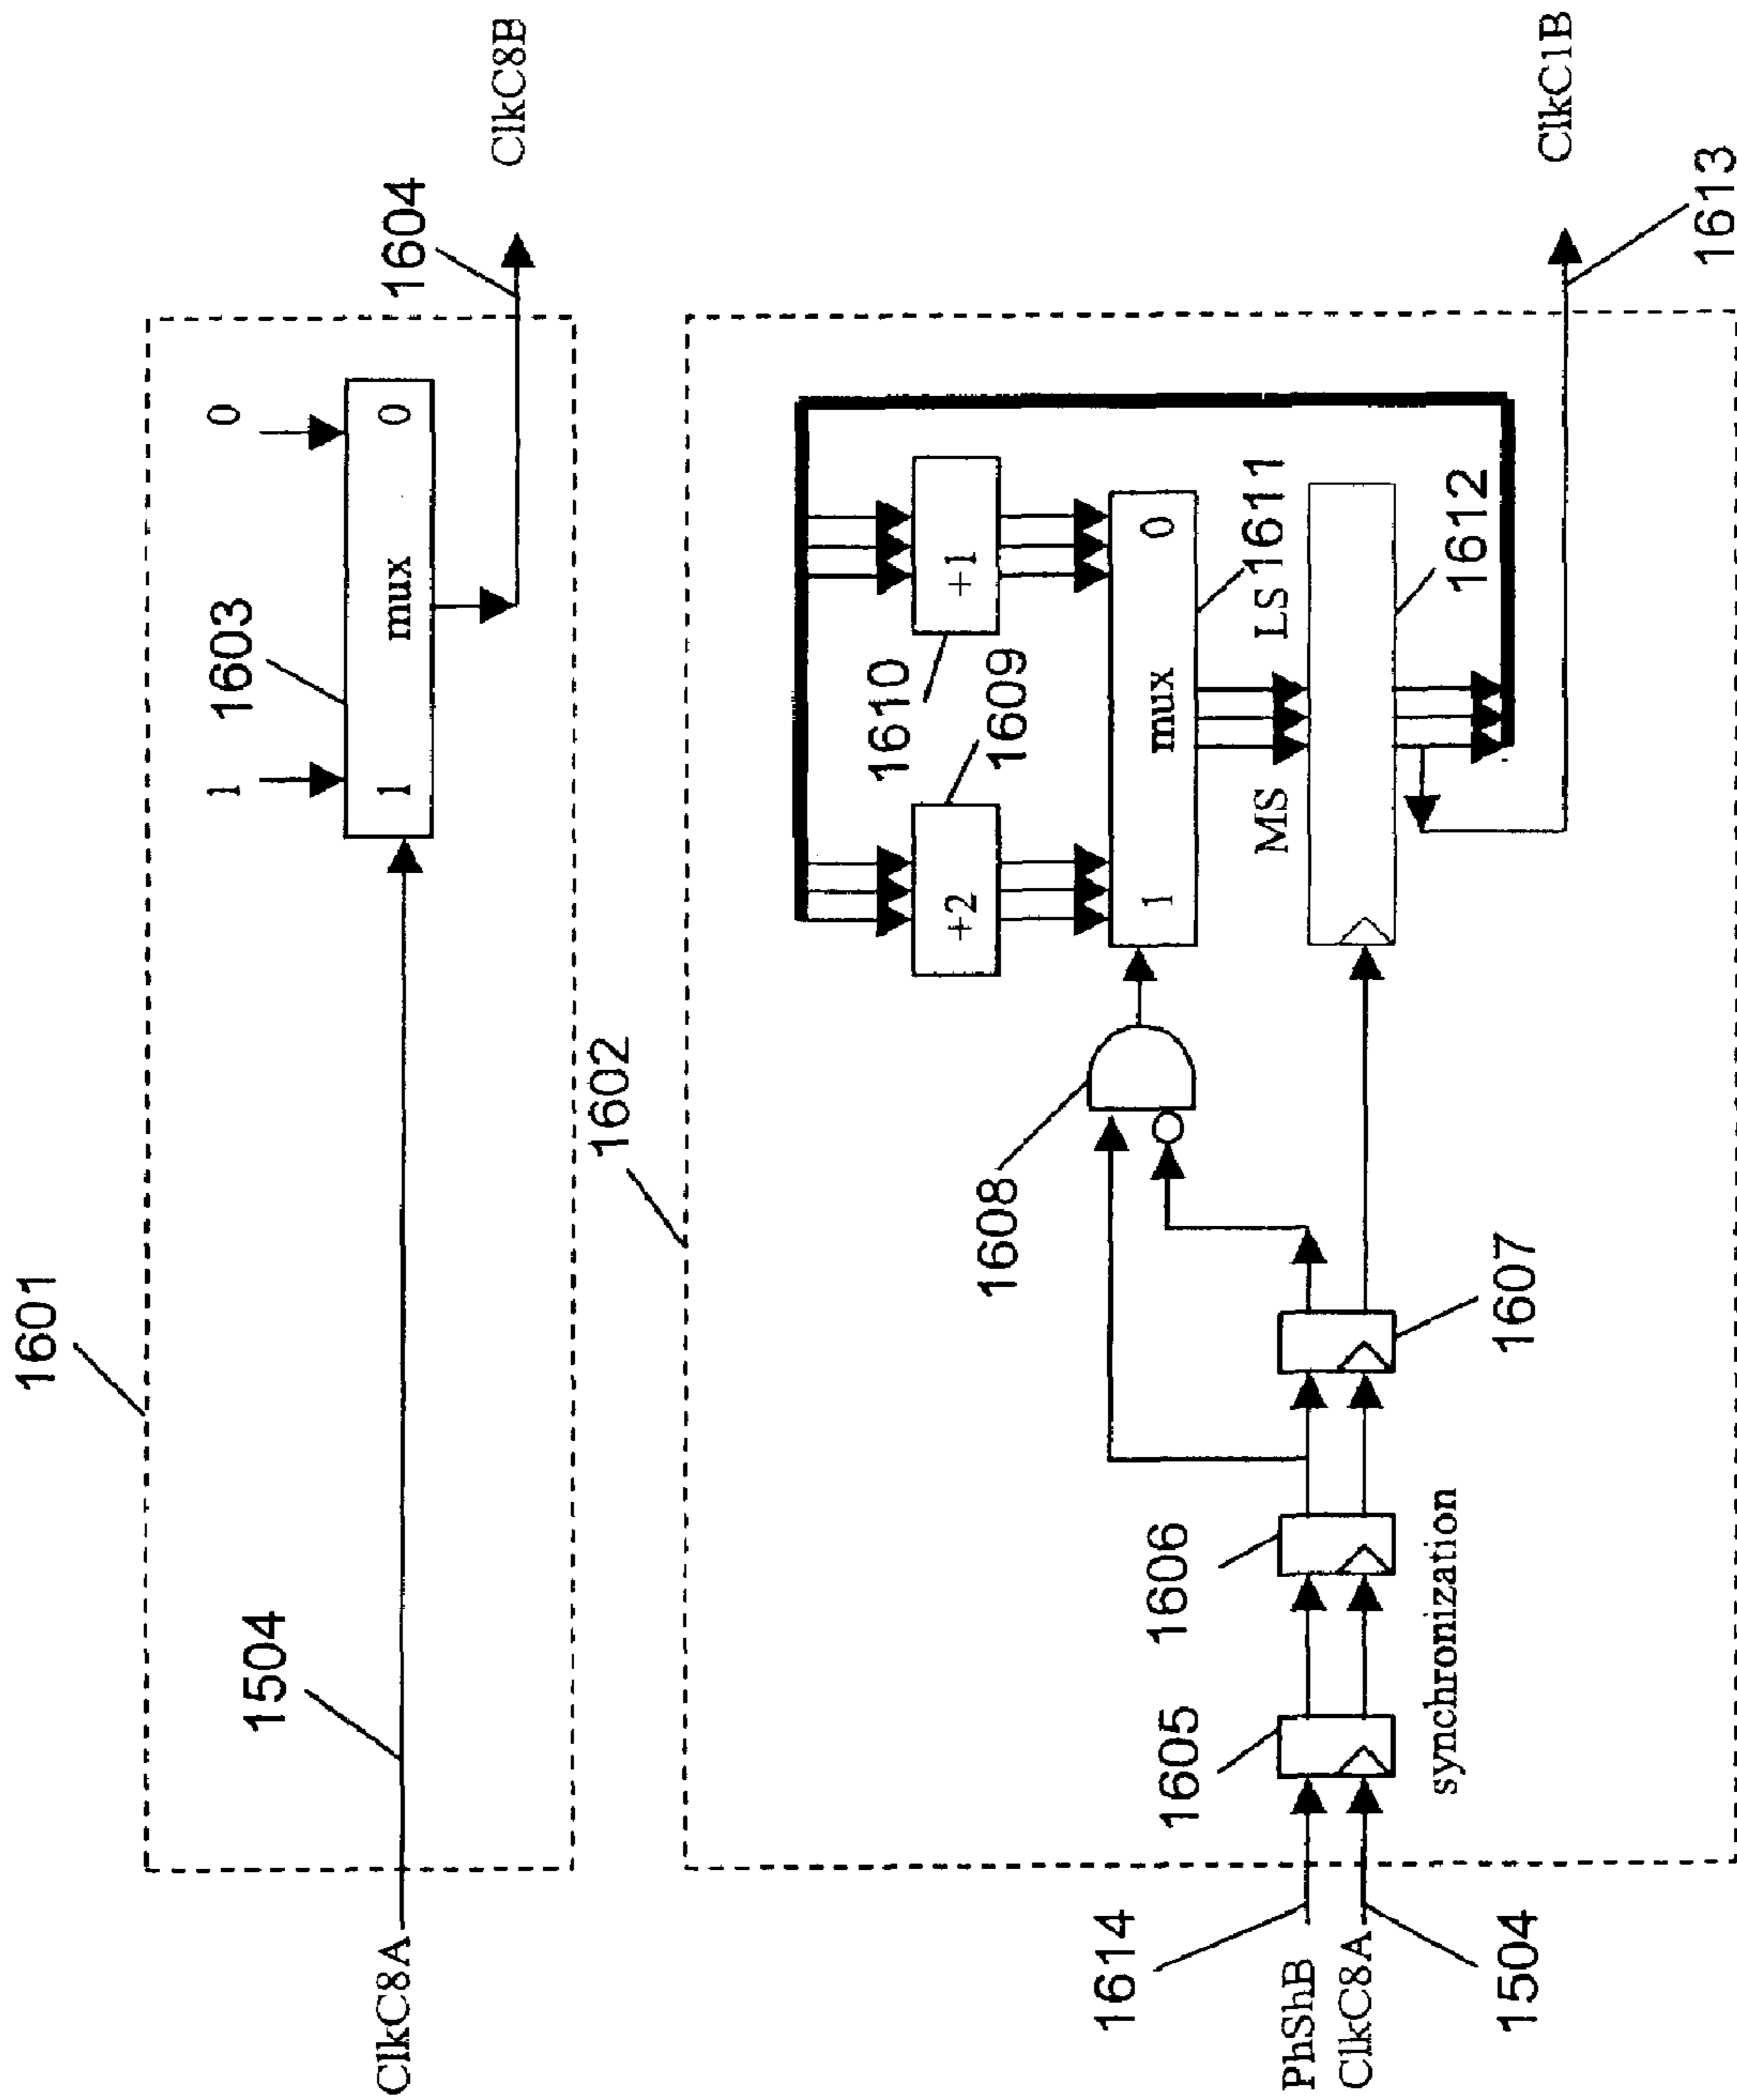 1601
ClkC8A
1504
1603
1
0
1 mux 0
1604
ClkC8B
1602
1610
+1
+2
1609
1 mux 0
1611
MS
LS
1612
1608
1607
1606
1605
synchronization
1614
PhShB
ClkC8A
1504
ClkC1B
1613